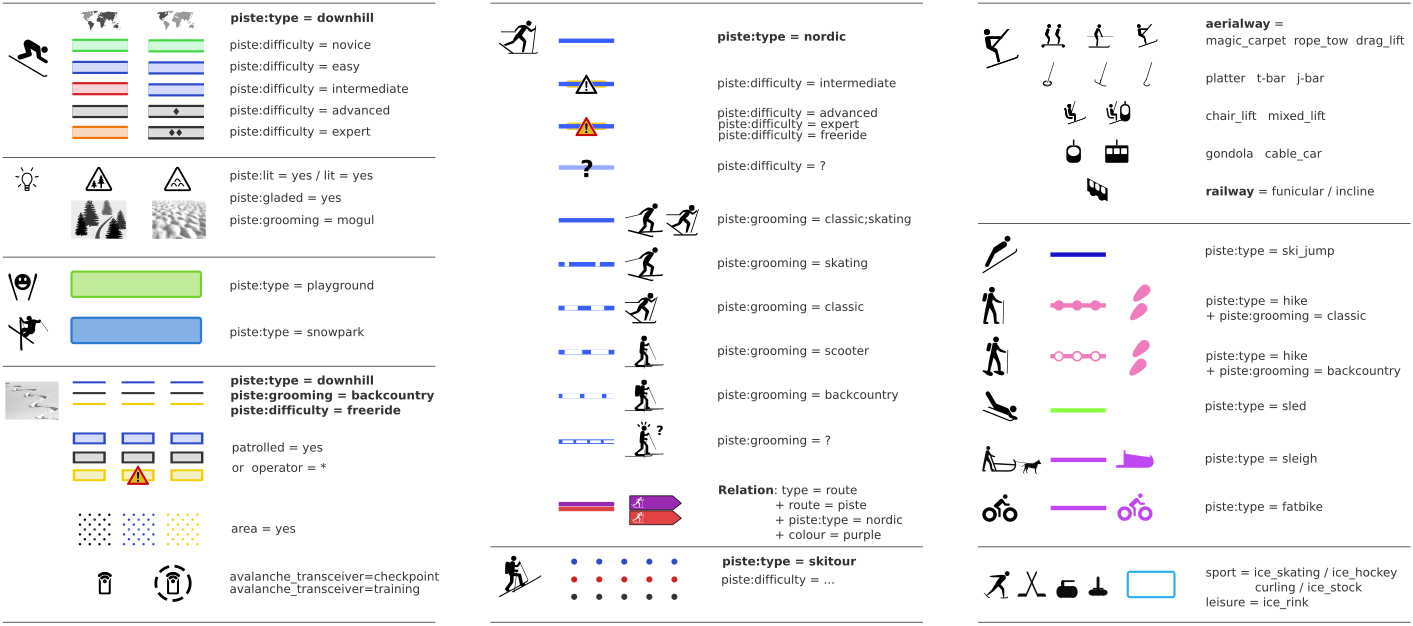 piste:type = downhill
piste:difficulty = novice
piste:difficulty = easy
piste:difficulty = intermediate
piste:difficulty = advanced
piste:difficulty = expert
piste:lit = yes / lit = yes
piste:gladed = yes
piste:grooming = mogul
piste:type = playground
piste:type = snowpark
piste:type = downhill
piste:grooming = backcountry
piste:difficulty = freeride
patrolled = yes
or operator = *
!
area = yes
avalanche_transceiver=checkpoint
avalanche_transceiver=training
piste:type = nordic
! piste:difficulty = intermediate
piste:difficulty = advanced
! piste:difficulty = expert
piste:difficulty = freeride
? piste:difficulty = ?
piste:grooming = classic;skating
piste:grooming = skating
piste:grooming = classic
piste:grooming = scooter
piste:grooming = backcountry
? piste:grooming = ?
Relation: type = route
+ route = piste
+ piste:type = nordic
+ colour = purple
piste:type = skitour
piste:difficulty = ...
aerialway =
magic_carpet rope_tow drag_lift
platter t-bar j-bar
chair_lift mixed_lift
gondola cable_car
railway = funicular / incline
piste:type = ski_jump
piste:type = hike
+ piste:grooming = classic
piste:type = hike
+ piste:grooming = backcountry
piste:type = sled
piste:type = sleigh
piste:type = fatbike
sport = ice_skating / ice_hockey
curling / ice_stock
leisure = ice_rink